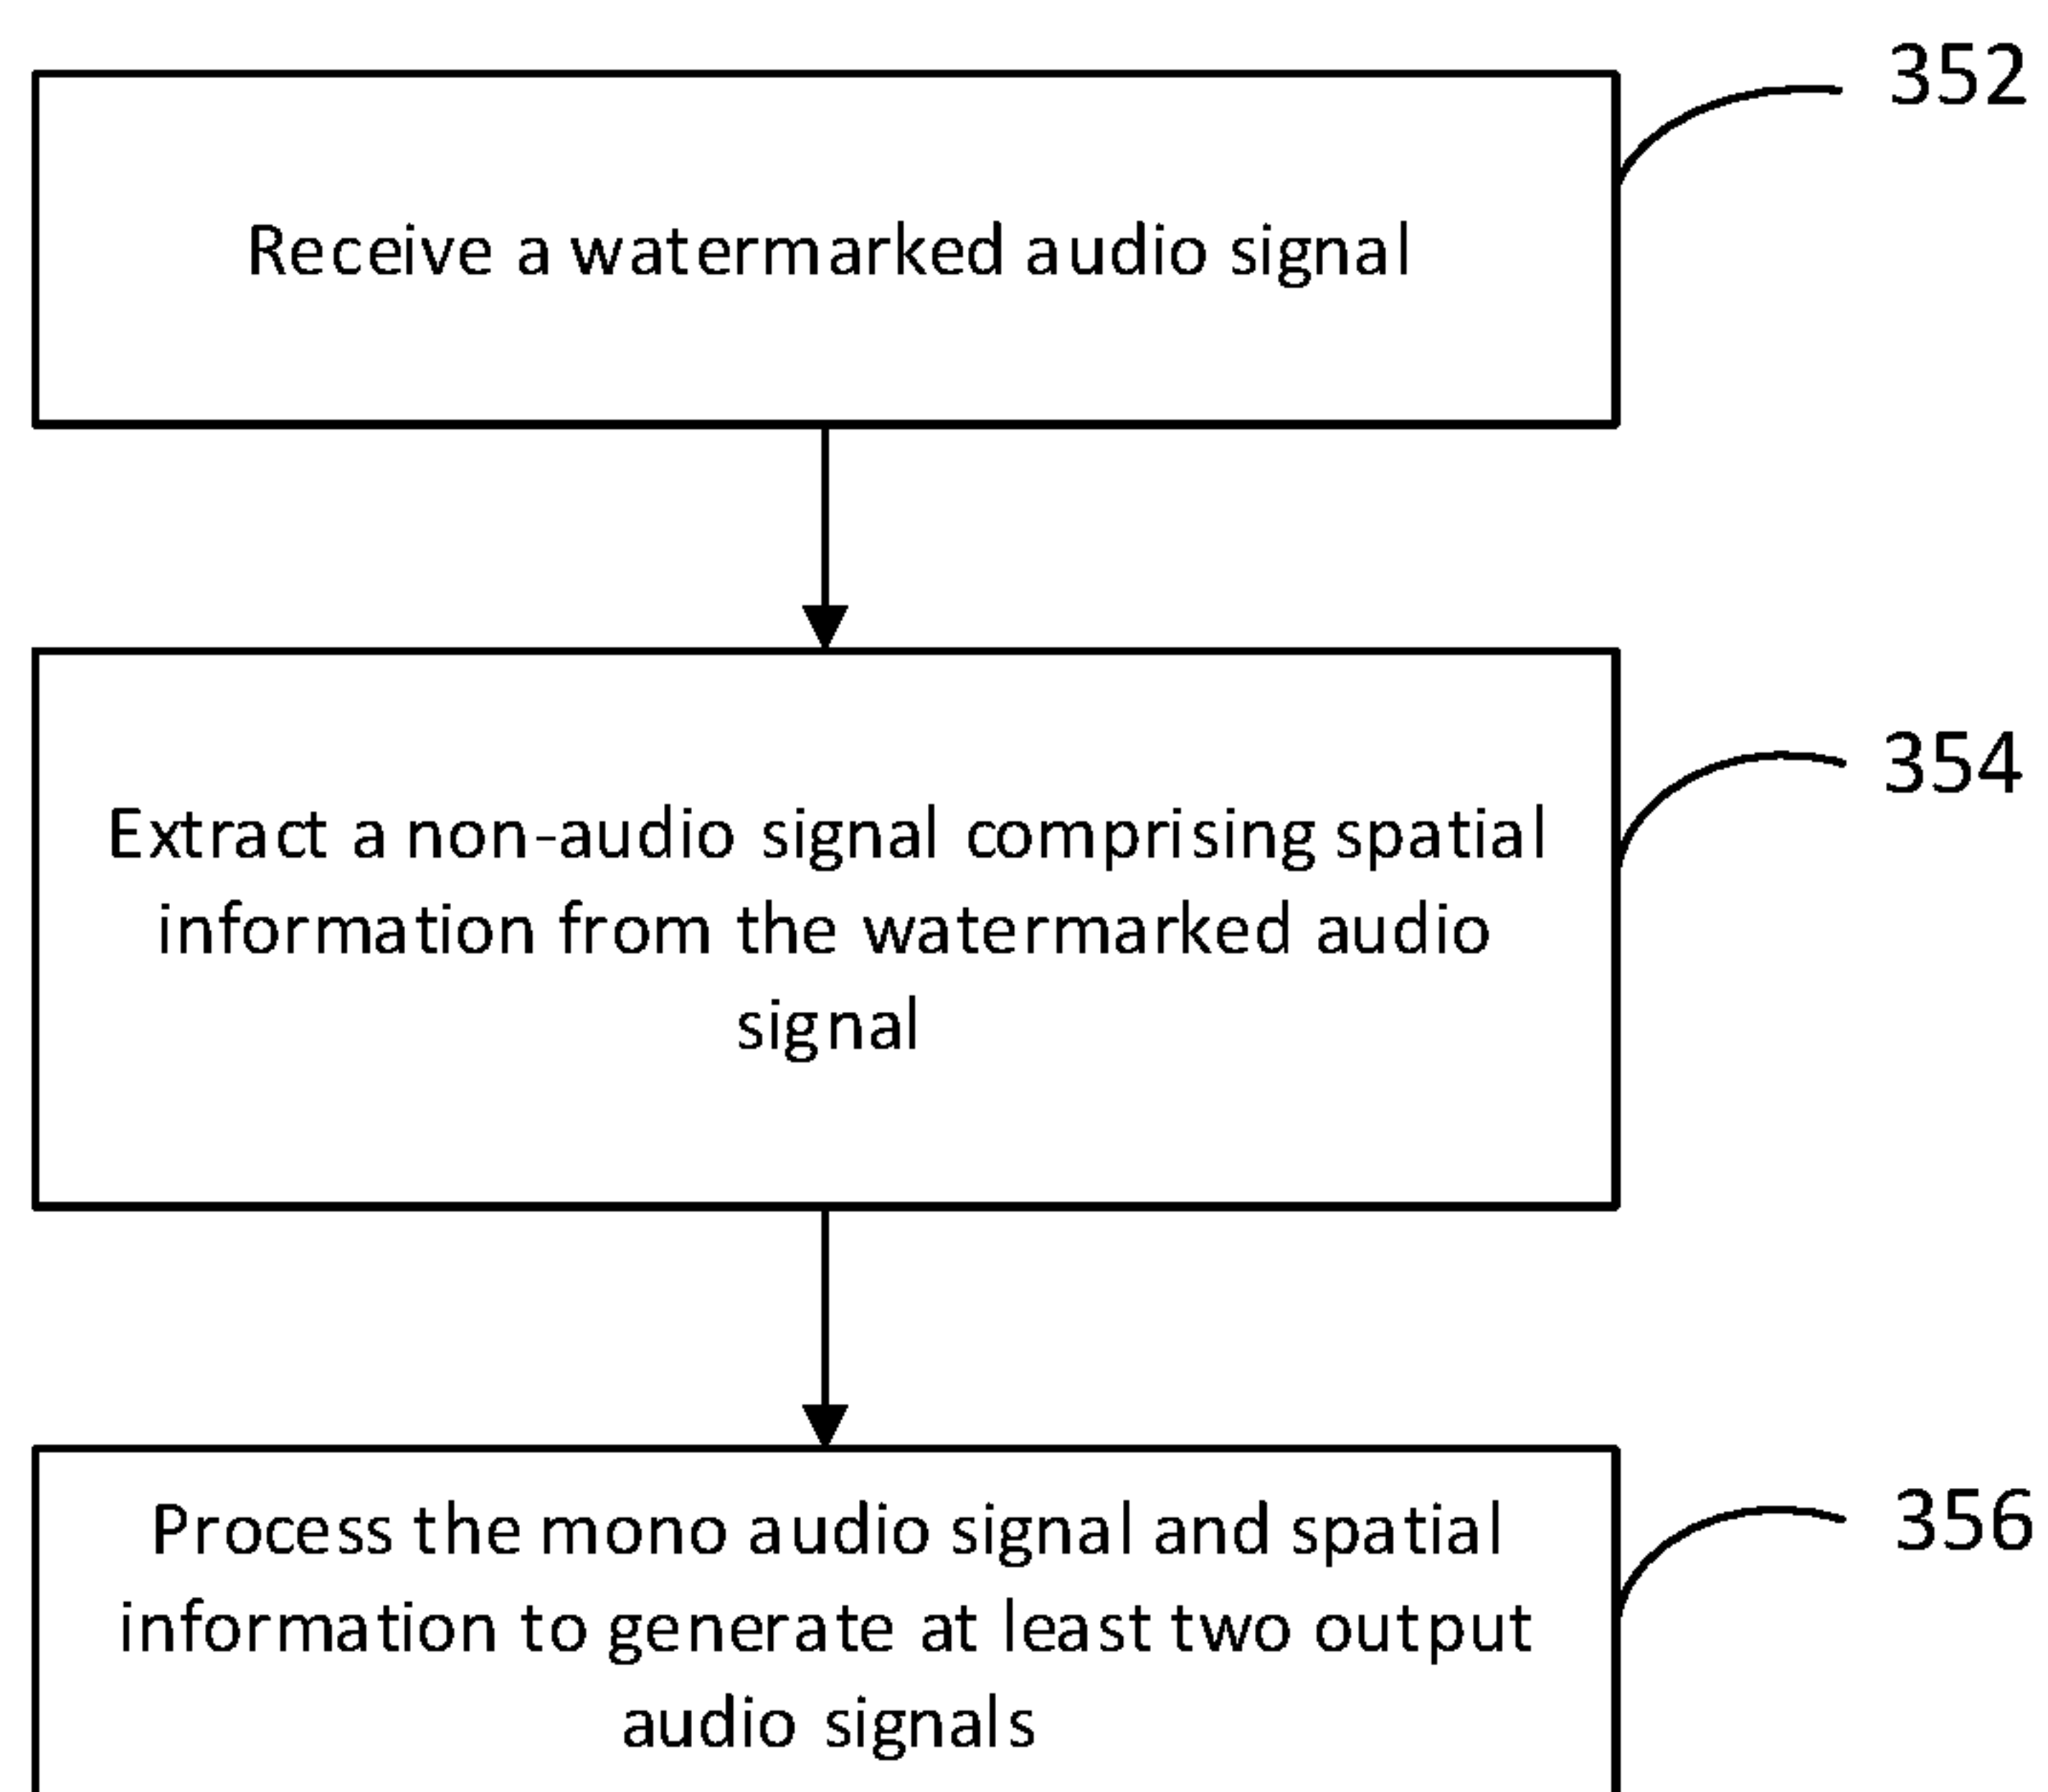 352
Receive a watermarked audio signal
354
Extract a non-audio signal comprising spatial
information from the watermarked audio
signal
356
Process the mono audio signal and spatial
information to generate at least two output
audio signals